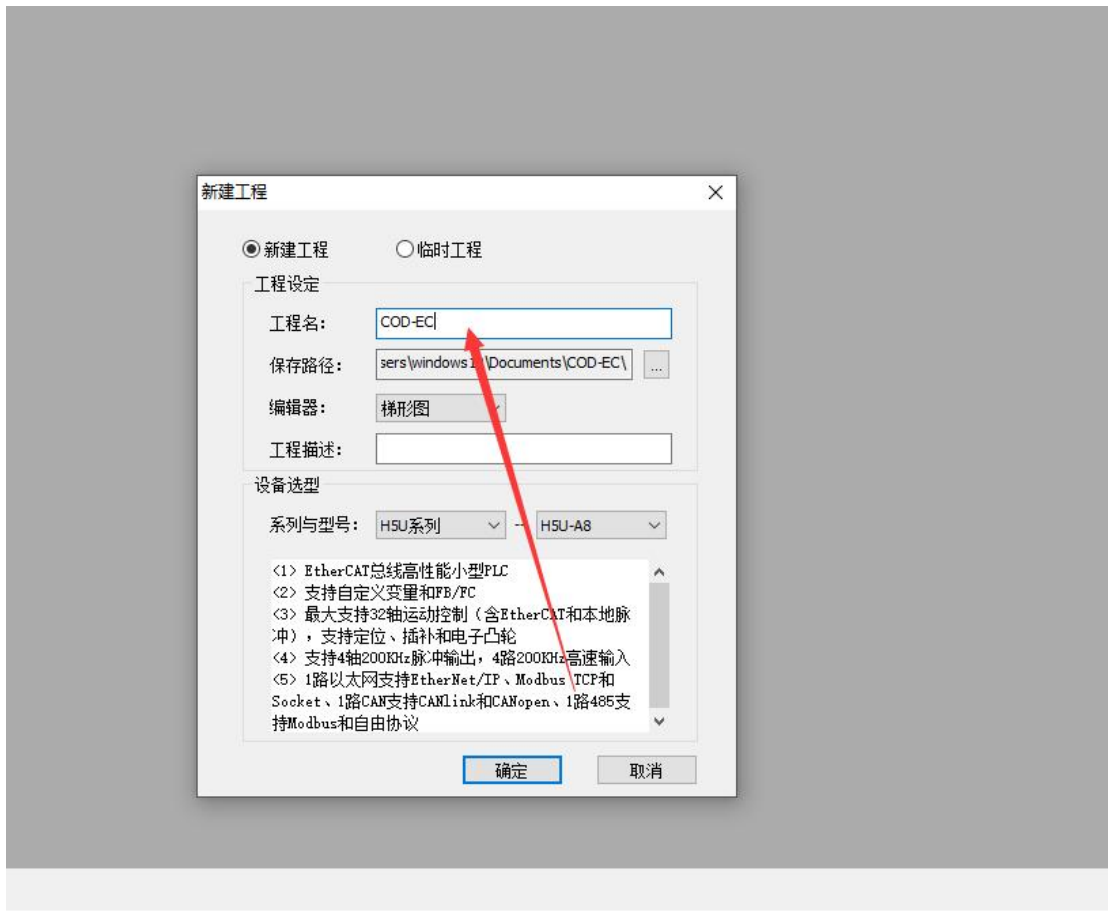 新建工程
新建工程 临时工程
工程设定
工程名: COD-EC
保存路径: sers\windows \Documents\COD-EC\ ...
编辑器: 梯形图
工程描述:
设备选型
系列与型号: H5U系列 -- H5U-A8
<1> EtherCAT总线高性能小型PLC
<2> 支持自定义变量和FB/FC
<3> 最大支持32轴运动控制（含EtherCAT和本地脉
冲），支持定位、插补和电子凸轮
<4> 支持4轴200KHz脉冲输出，4路200KHz高速输入
<5> 1路以太网支持EtherNet/IP、Modbus TCP和
Socket、1路CAN支持CANlink和CANopen、1路485支
持Modbus和自由协议
确定 取消